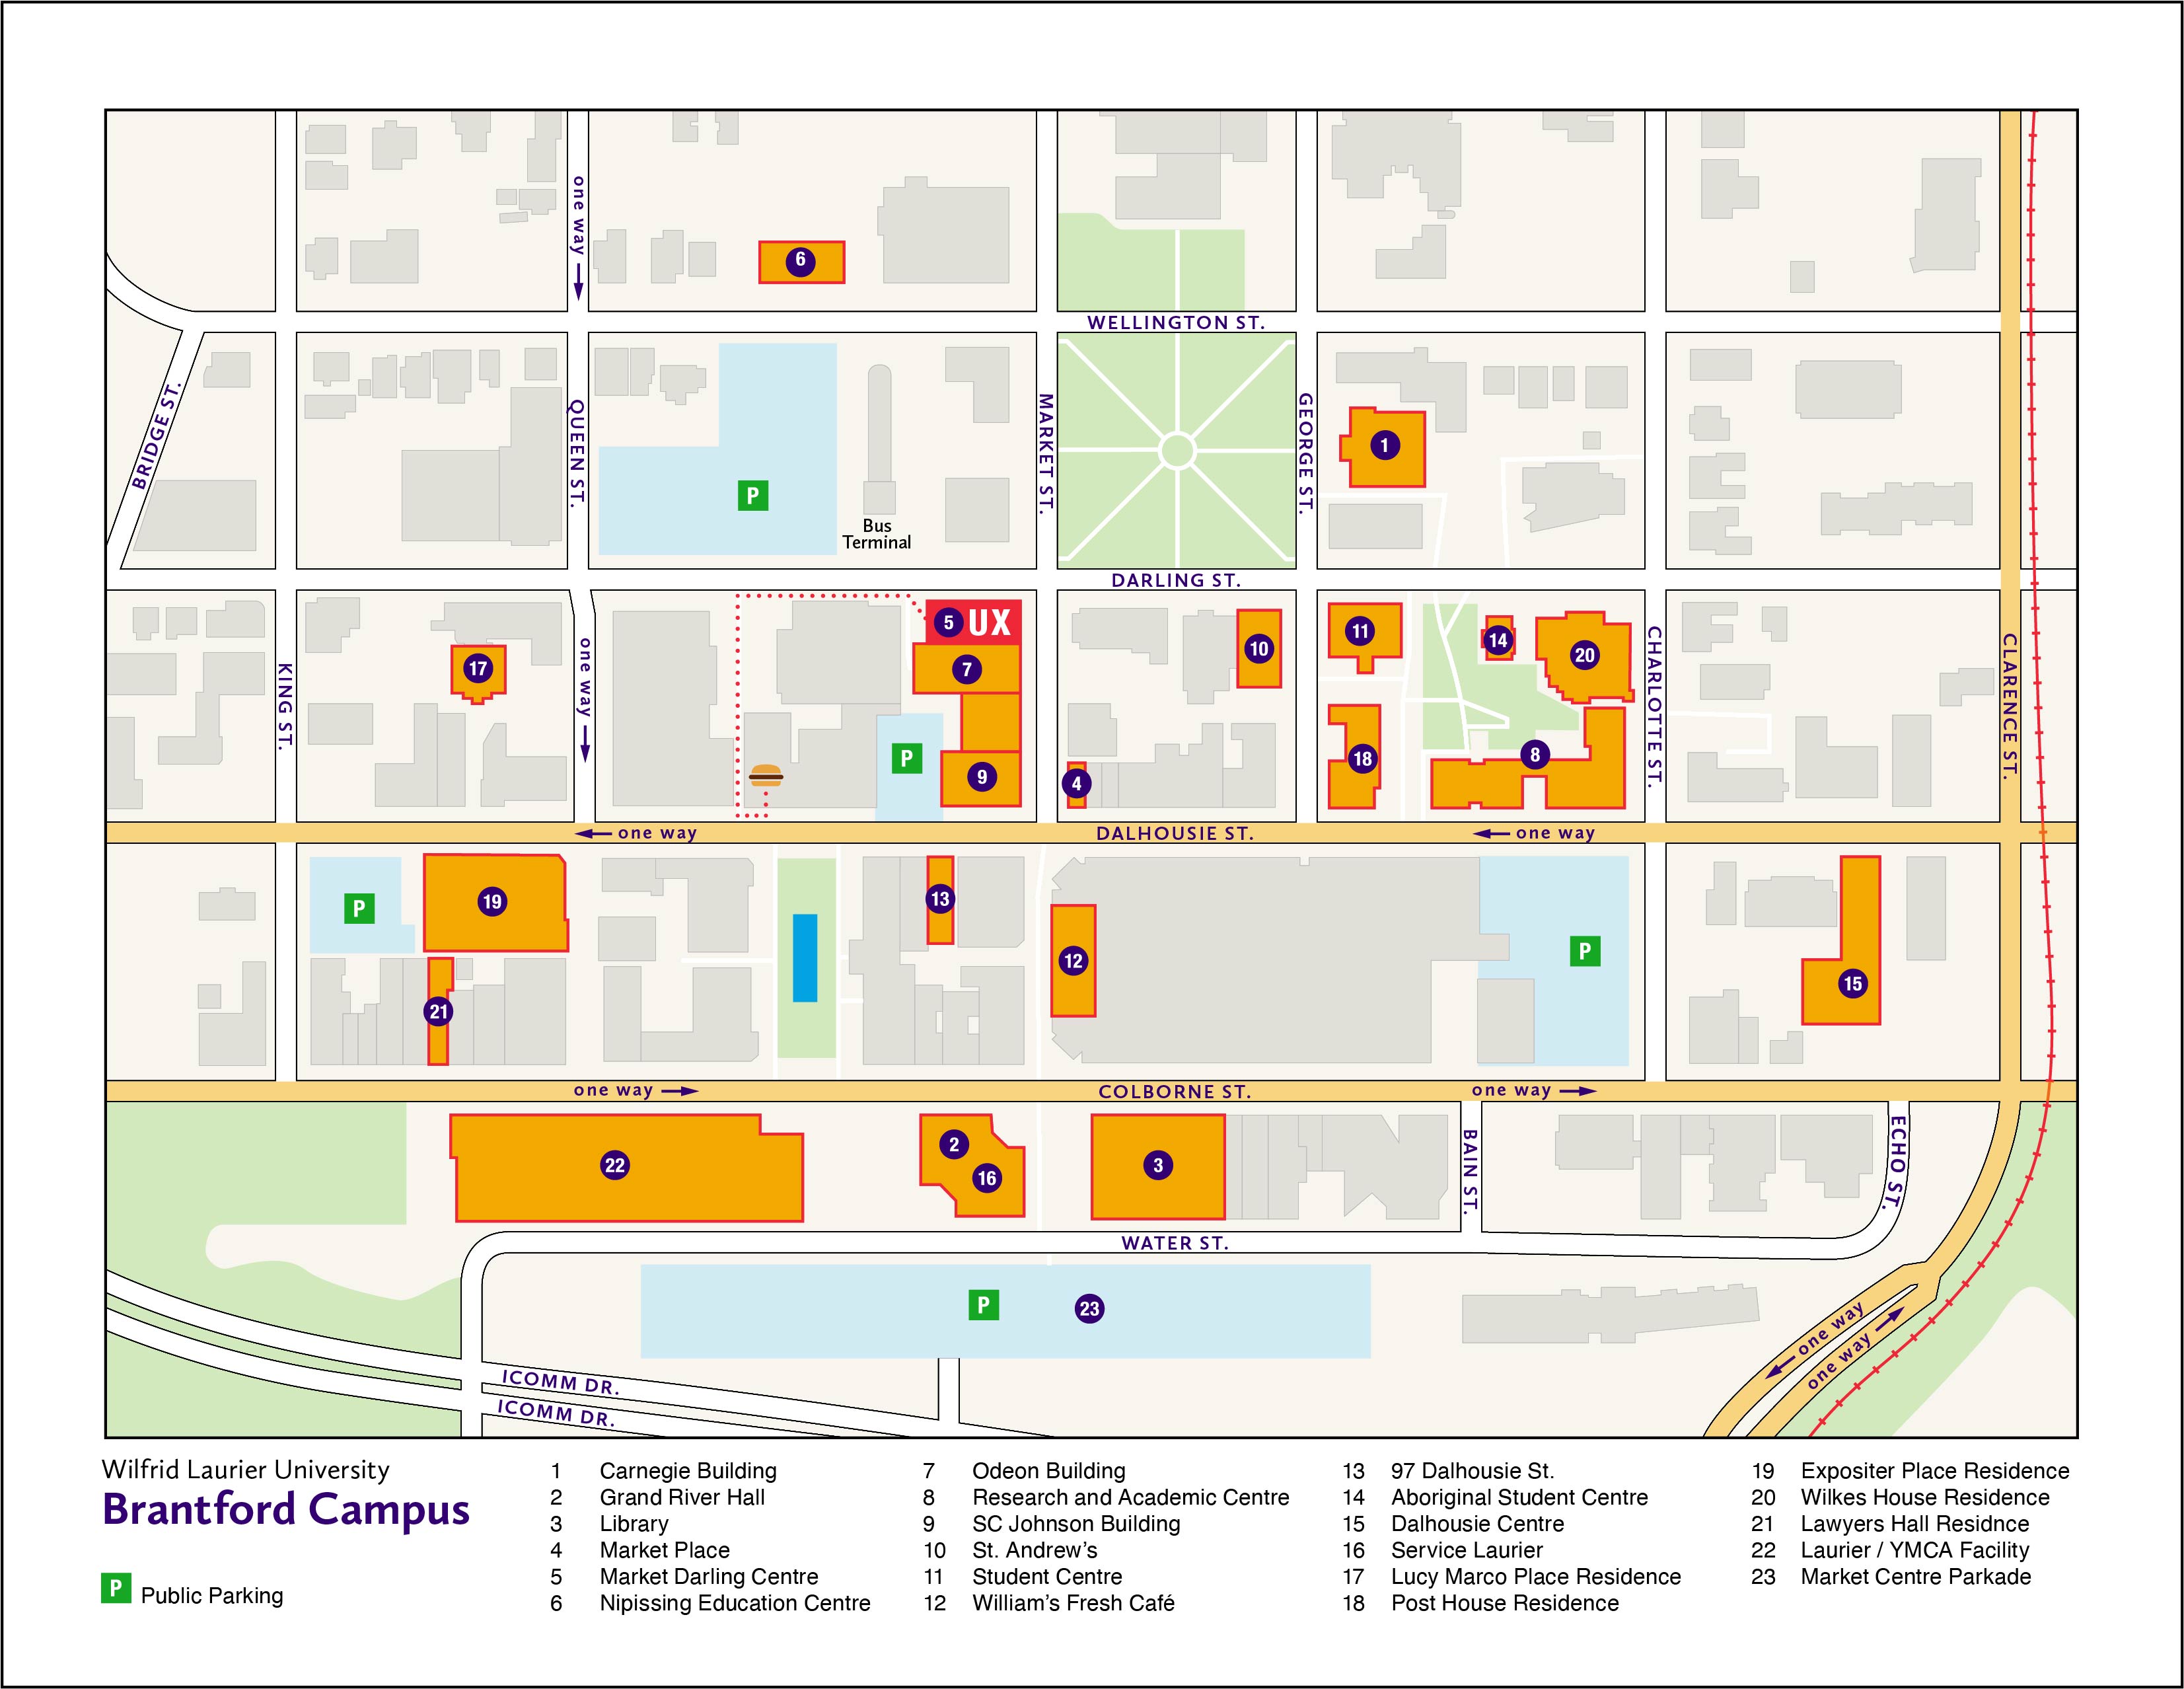 one way
6
WELLINGTON ST.
BRIDGE ST.
QUEEN ST.
MARKET ST.
GEORGE ST.
1
P
Bus
Terminal
DARLING ST.
5 UX
11
14
20
10
17
7
KING ST.
one way
CHARLOTTE ST.
CLARENCE ST.
P
9
4
18
8
one way
DALHOUSIE ST.
one way
P
19
13
12
P
15
21
one way
COLBORNE ST.
one way
22
2
16
3
BAIN ST.
ECHO ST.
WATER ST.
P
23
one way
one way
ICOMM DR.
ICOMM DR.
Wilfrid Laurier University
Brantford Campus
P Public Parking
1 Carnegie Building
2 Grand River Hall
3 Library
4 Market Place
5 Market Darling Centre
6 Nipissing Education Centre
7 Odeon Building
8 Research and Academic Centre
9 SC Johnson Building
10 St. Andrew's
11 Student Centre
12 William's Fresh Café
13 97 Dalhousie St.
14 Aboriginal Student Centre
15 Dalhousie Centre
16 Service Laurier
17 Lucy Marco Place Residence
18 Post House Residence
19 Expositer Place Residence
20 Wilkes House Residence
21 Lawyers Hall Residnce
22 Laurier / YMCA Facility
23 Market Centre Parkade